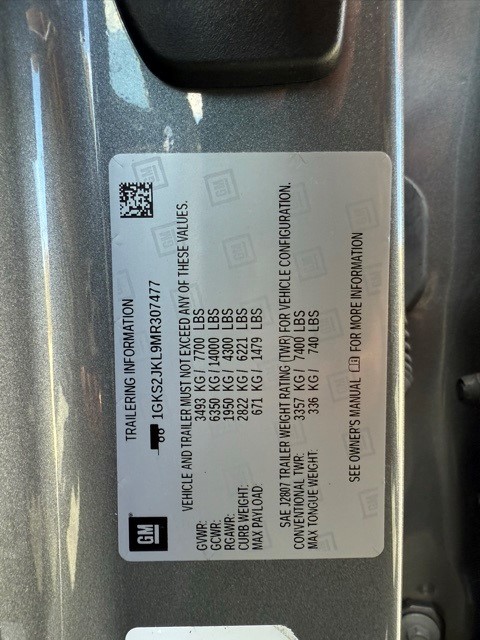 TRAILERING INFORMATION
1GKS2JKL9MR307477
GM
VEHICLE AND TRAILER MUST NOT EXCEED ANY OF THESE VALUES.
GVWR: 3493 KG / 7700 LBS
GCWR: 6350 KG / 14000 LBS
RGAWR: 1950 KG / 4300 LBS
CURB WEIGHT: 2822 KG / 6221 LBS
MAX PAYLOAD: 671 KG / 1479 LBS
SAE J2807 TRAILER WEIGHT RATING (TWR) FOR VEHICLE CONFIGURATION.
CONVENTIONAL TWR: 3357 KG / 7400 LBS
MAX TONGUE WEIGHT: 336 KG / 740 LBS
SEE OWNER'S MANUAL FOR MORE INFORMATION